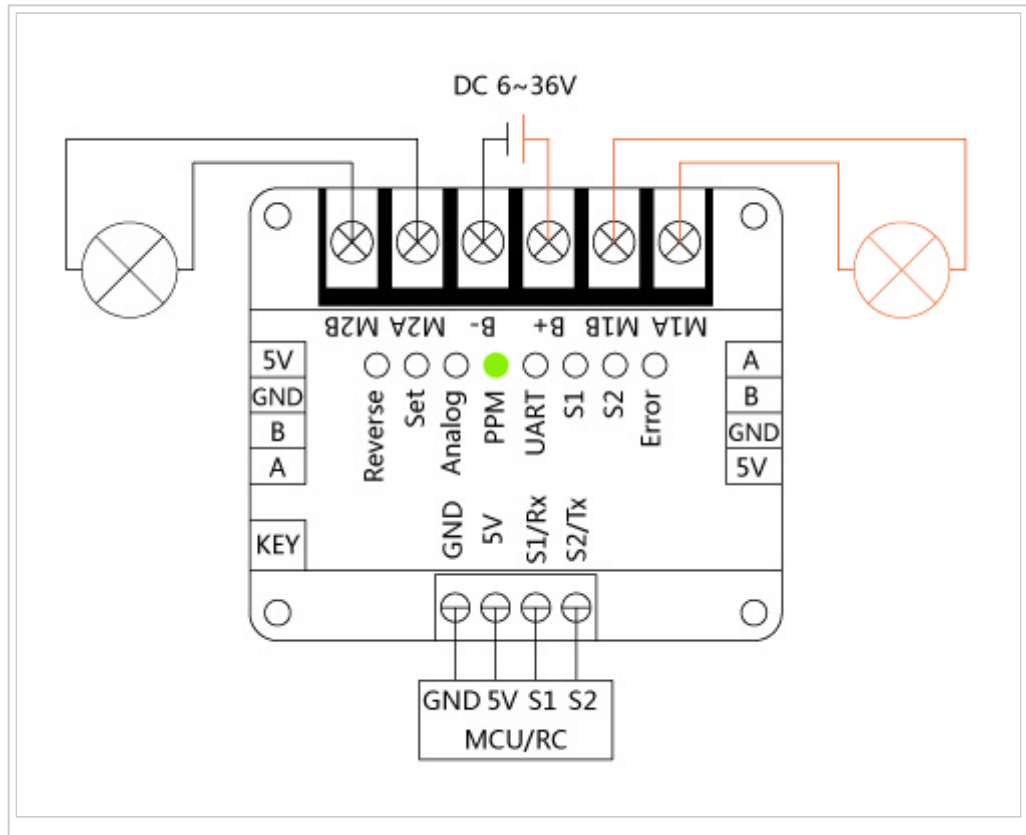 DC 6~36V
M2B M2A B- B+ M1B M1A
5V
GND
B
A
KEY
Reverse
Set
Analog
PPM
UART
S1
S2
Error
A
B
GND
5V
GND
5V
S1/Rx
S2/Tx
GND 5V S1 S2
MCU/RC